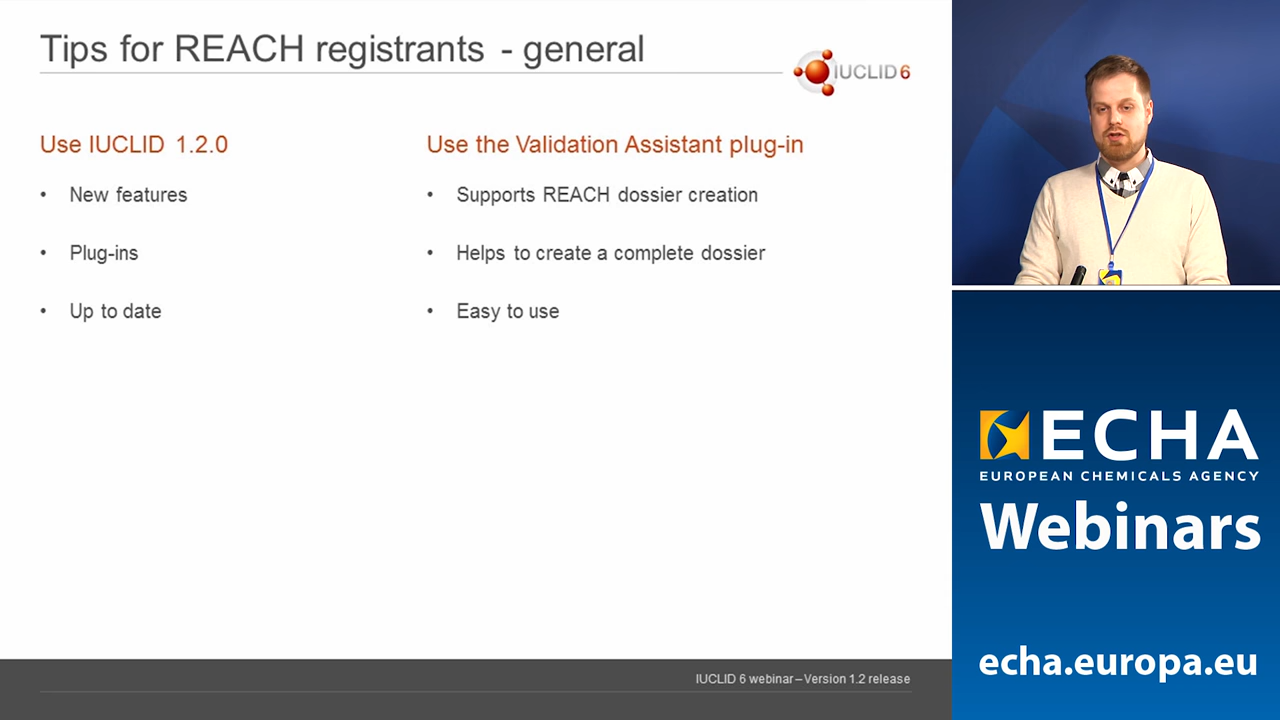 Tips for REACH registrants - general
IUCLID 6
Use IUCLID 1.2.0
• New features
• Plug-ins
• Up to date
Use the Validation Assistant plug-in
• Supports REACH dossier creation
• Helps to create a complete dossier
• Easy to use
IUCLID 6 webinar – Version 1.2 release
ECHA
EUROPEAN CHEMICALS AGENCY
Webinars
echa.europa.eu